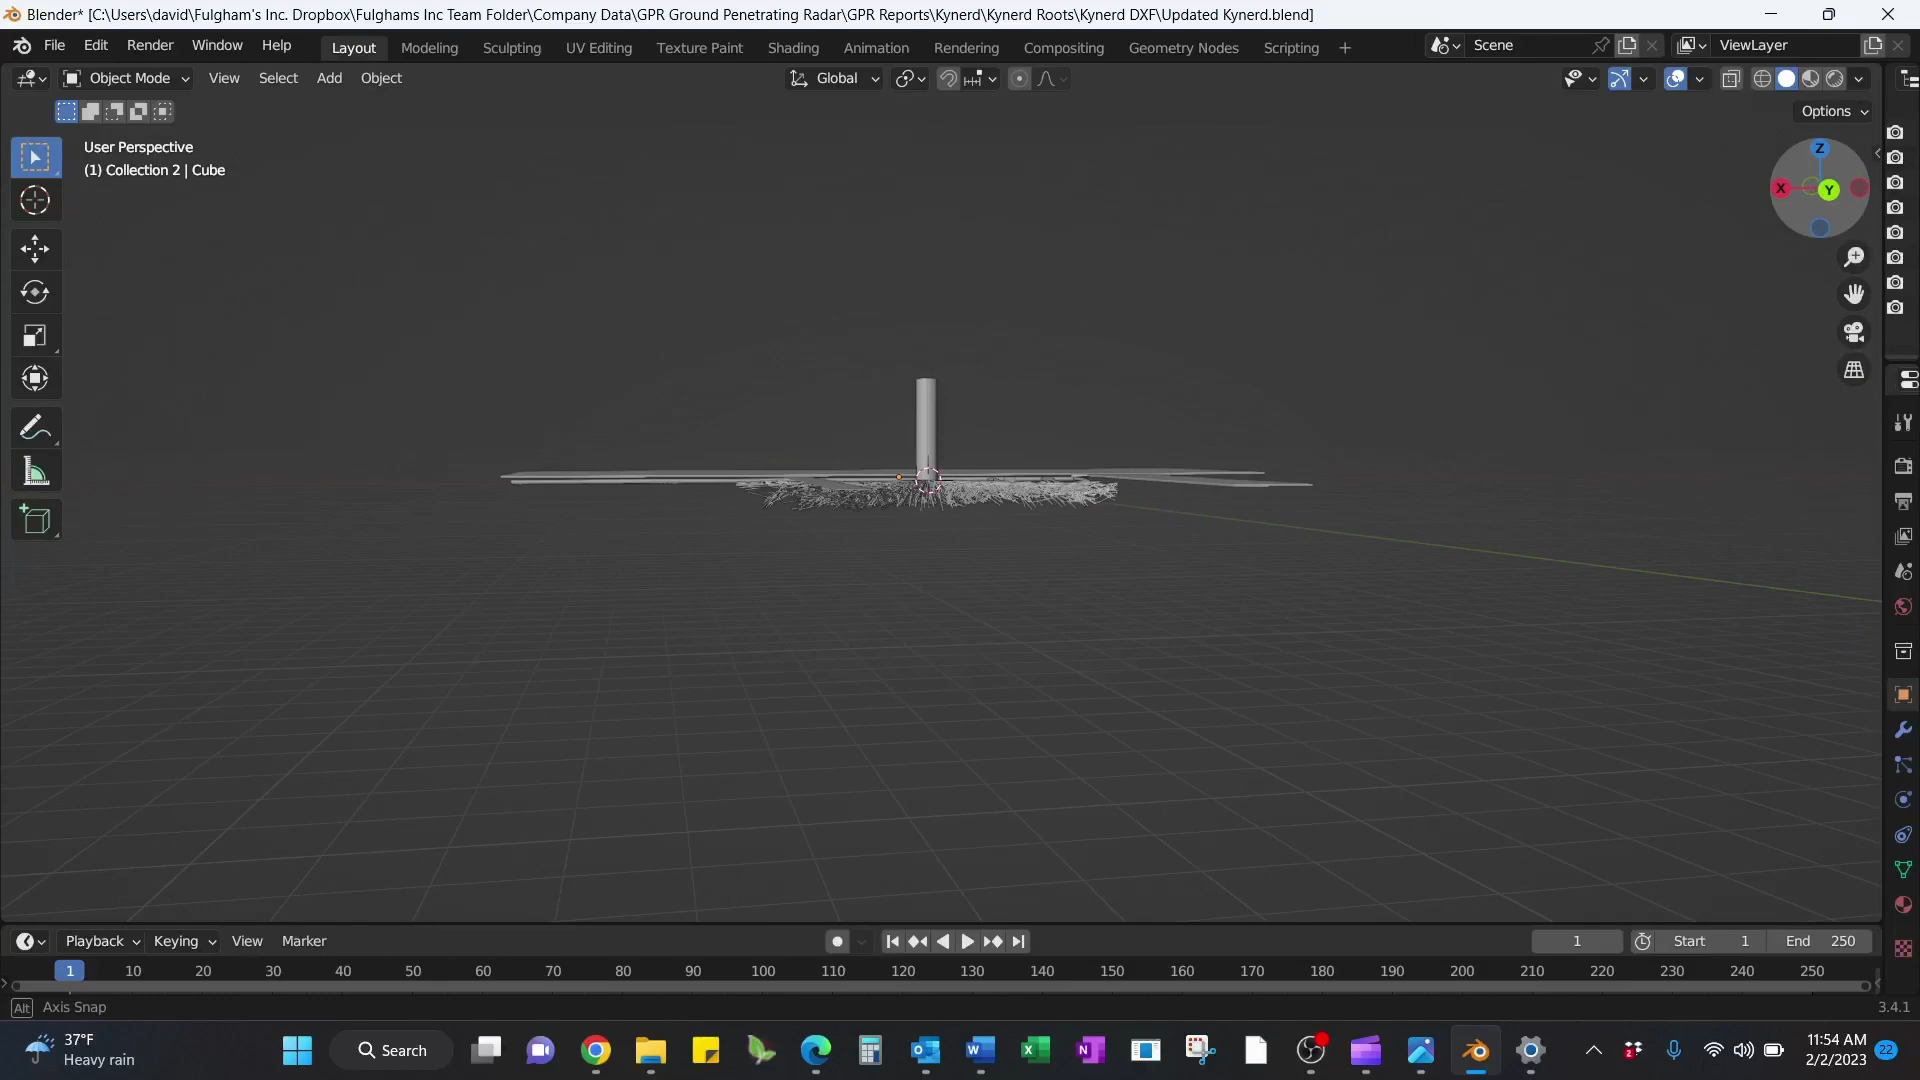 Blender* [C:\Users\david\Fulgham's Inc. Dropbox\Fulghams Inc Team Folder\Company Data\GPR Ground Penetrating Radar\GPR Reports\Kynerd\Kynerd Roots\Kynerd DXF\Updated Kynerd.blend]
File Edit Render Window Help Layout Modeling Sculpting UV Editing Texture Paint Shading Animation Rendering Compositing Geometry Nodes Scripting + Scene ViewLayer
Object Mode View Select Add Object Global
Options
User Perspective
(1) Collection 2 | Cube
Z
X Y
Playback Keying View Marker 1 Start 1 End 250
1 10 20 30 40 50 60 70 80 90 100 110 120 130 140 150 160 170 180 190 200 210 220 230 240 250
Alt Axis Snap 3.4.1
37°F
Heavy rain
Search
11:54 AM
2/2/2023
22